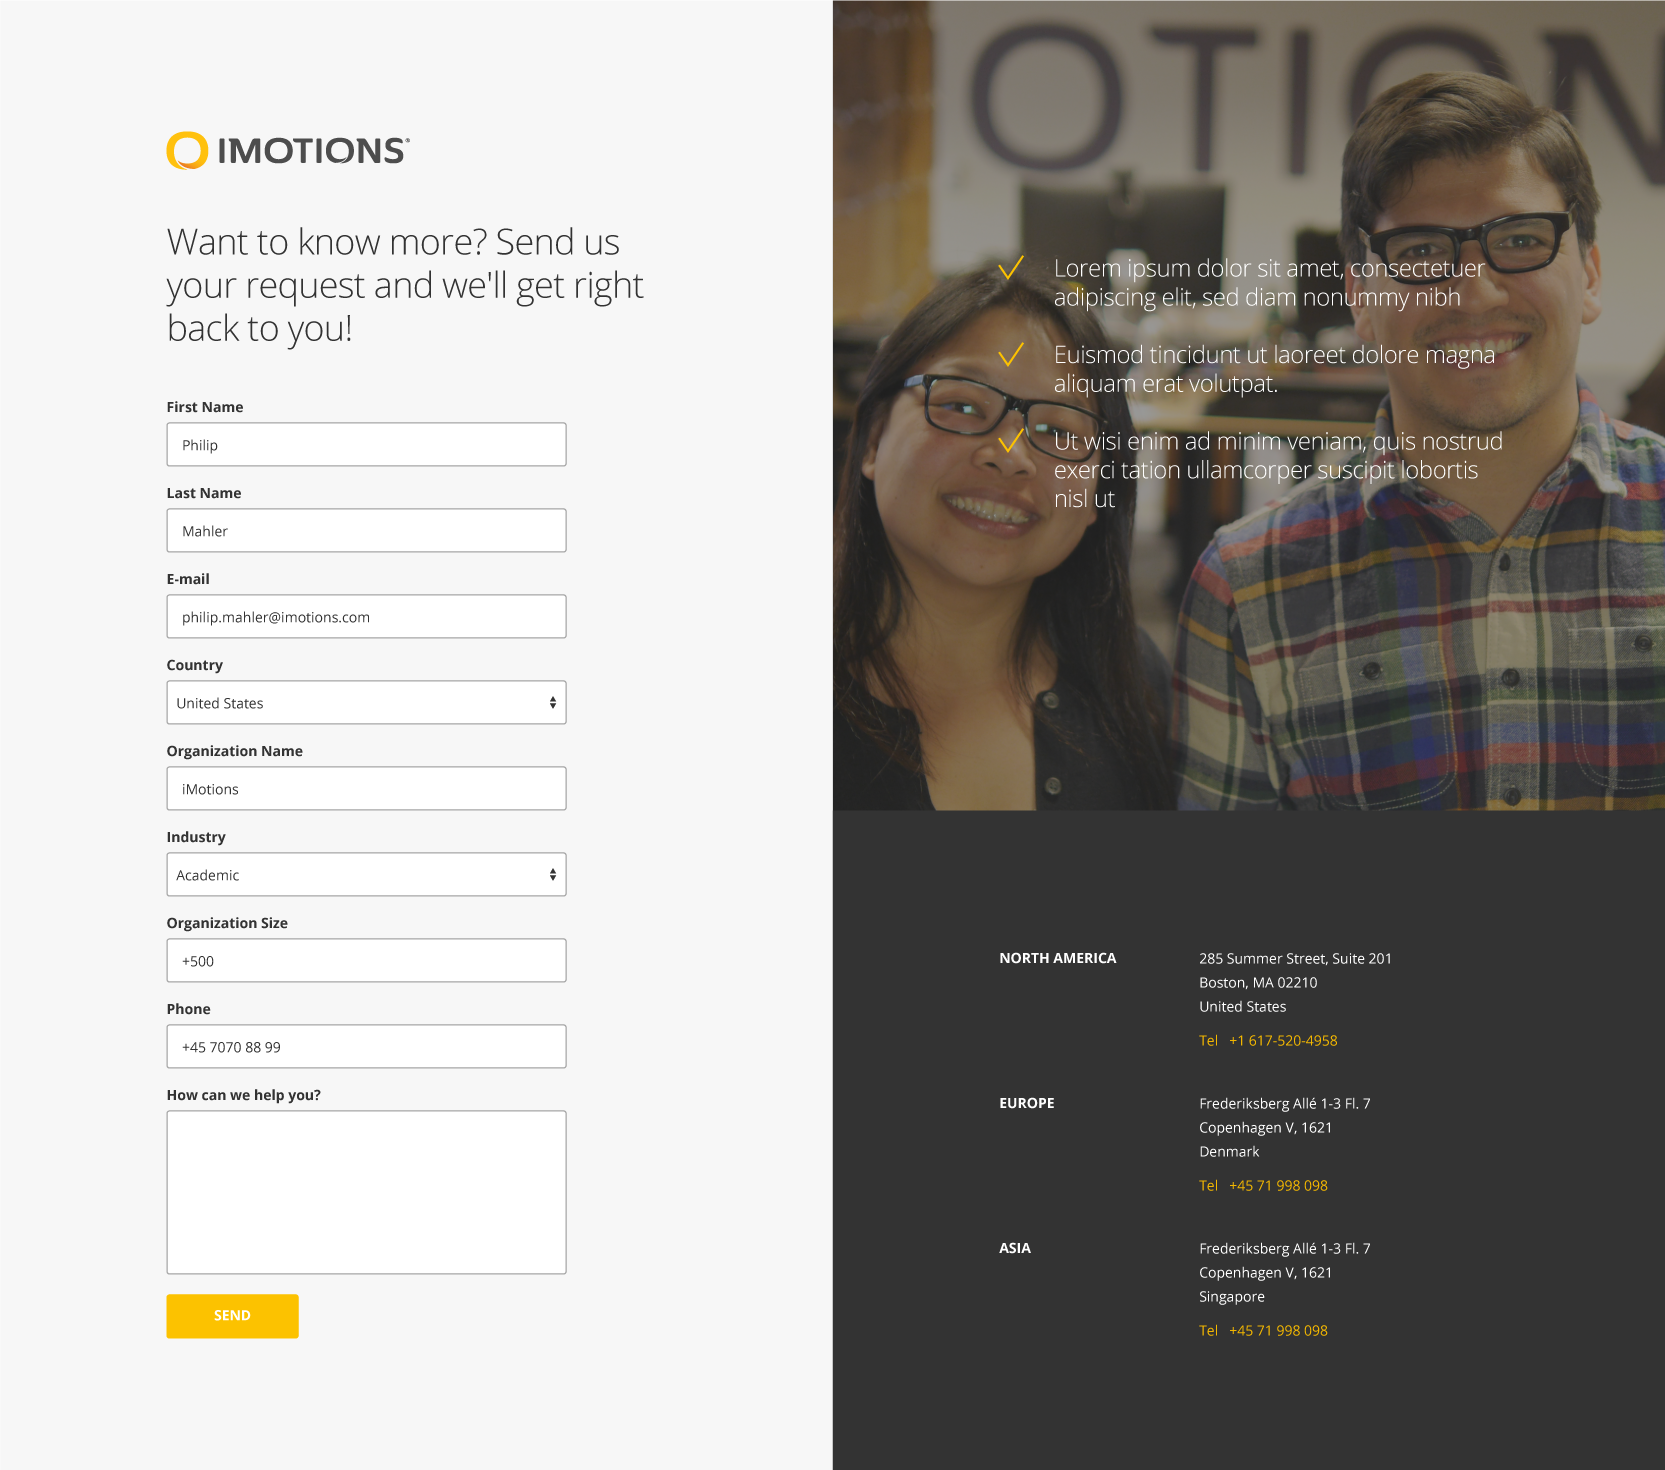 IMOTIONS®
Want to know more? Send us
your request and we'll get right
back to you!
First Name
Philip
Last Name
Mahler
E-mail
philip.mahler@imotions.com
Country
United States
Organization Name
iMotions
Industry
Academic
Organization Size
+500
Phone
+45 7070 88 99
How can we help you?
SEND
OTION
Lorem ipsum dolor sit amet, consectetuer
adipiscing elit, sed diam nonummy nibh
Euismod tincidunt ut laoreet dolore magna
aliquam erat volutpat.
Ut wisi enim ad minim veniam, quis nostrud
exerci tation ullamcorper suscipit lobortis
nisl ut
NORTH AMERICA
285 Summer Street, Suite 201
Boston, MA 02210
United States
Tel +1 617-520-4958
EUROPE
Frederiksberg Allé 1-3 Fl. 7
Copenhagen V, 1621
Denmark
Tel +45 71 998 098
ASIA
Frederiksberg Allé 1-3 Fl. 7
Copenhagen V, 1621
Singapore
Tel +45 71 998 098